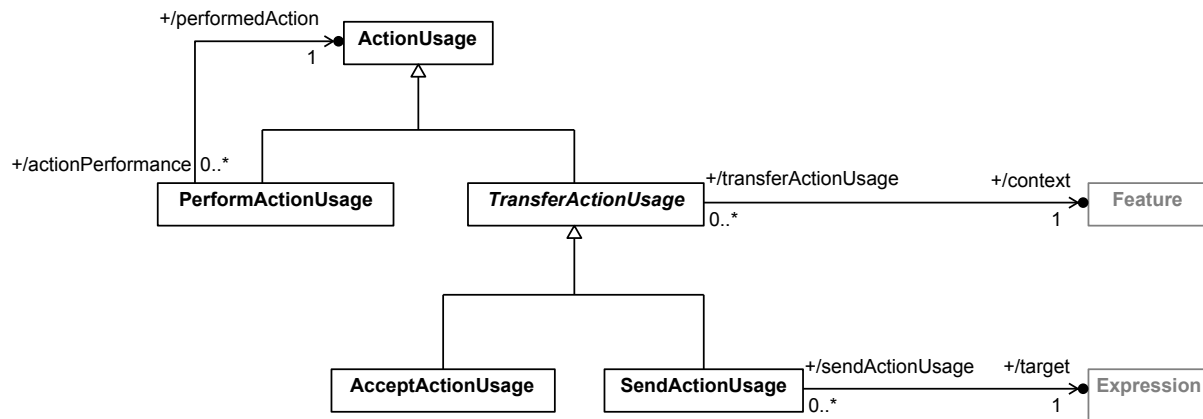 +/performedAction
ActionUsage
1
+/actionPerformance 0..*
PerformActionUsage
TransferActionUsage
+/transferActionUsage
+/context
0..*
1
Feature
AcceptActionUsage
SendActionUsage
+/sendActionUsage
+/target
0..*
1
Expression